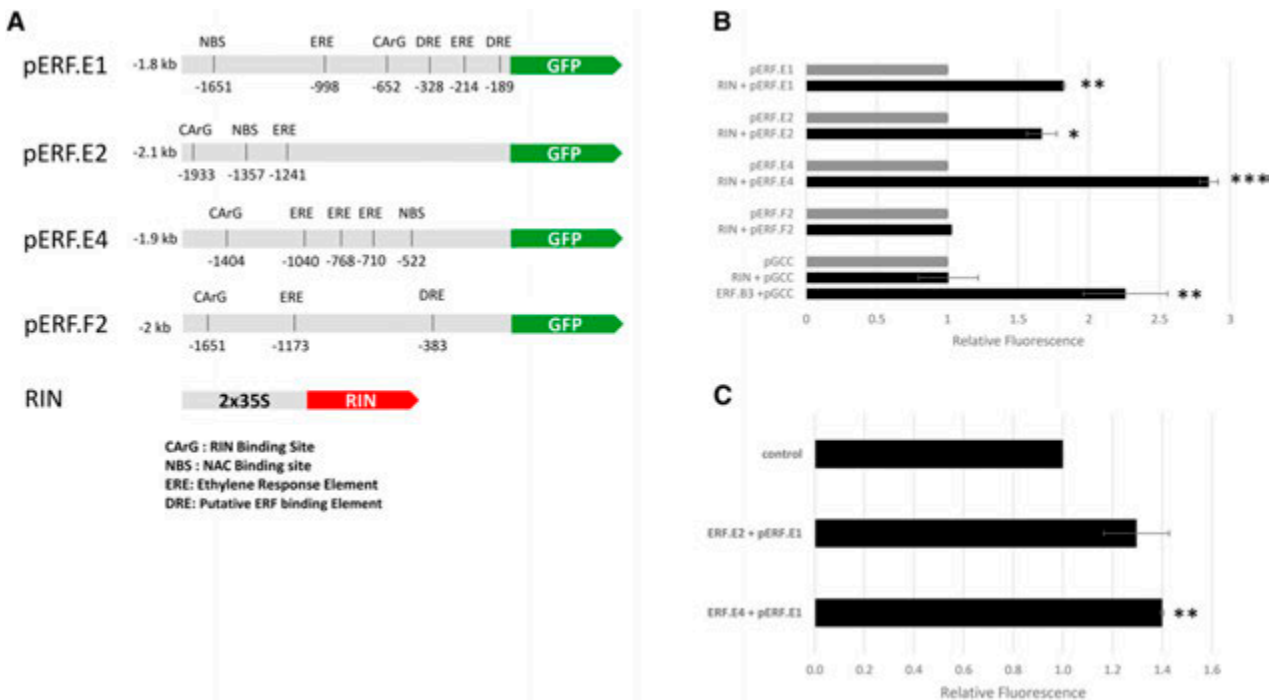 A
pERF.E1
-1.8 kb
NBS ERE CArG DRE ERE DRE
GFP
-1651 -998 -652 -328 -214 -189
pERF.E2
-2.1 kb
CArG NBS ERE
GFP
-1933 -1357 -1241
pERF.E4
-1.9 kb
CArG ERE ERE ERE NBS
GFP
-1404 -1040 -768 -710 -522
pERF.F2
-2 kb
CArG ERE DRE
GFP
-1651 -1173 -383
RIN
2x35S RIN
CArG : RIN Binding Site
NBS : NAC Binding site
ERE: Ethylene Response Element
DRE: Putative ERF binding Element
B
pERF.E1
RIN + pERF.E1 **
pERF.E2
RIN + pERF.E2 *
pERF.E4
RIN + pERF.E4 ***
pERF.F2
RIN + pERF.F2
pGCC
RIN + pGCC
ERF.B3 +pGCC **
0 0.5 1 1.5 2 2.5 3
Relative Fluorescence
C
control
ERF.E2 + pERF.E1
ERF.E4 + pERF.E1 **
0.0 0.2 0.4 0.6 0.8 1.0 1.2 1.4 1.6
Relative Fluorescence